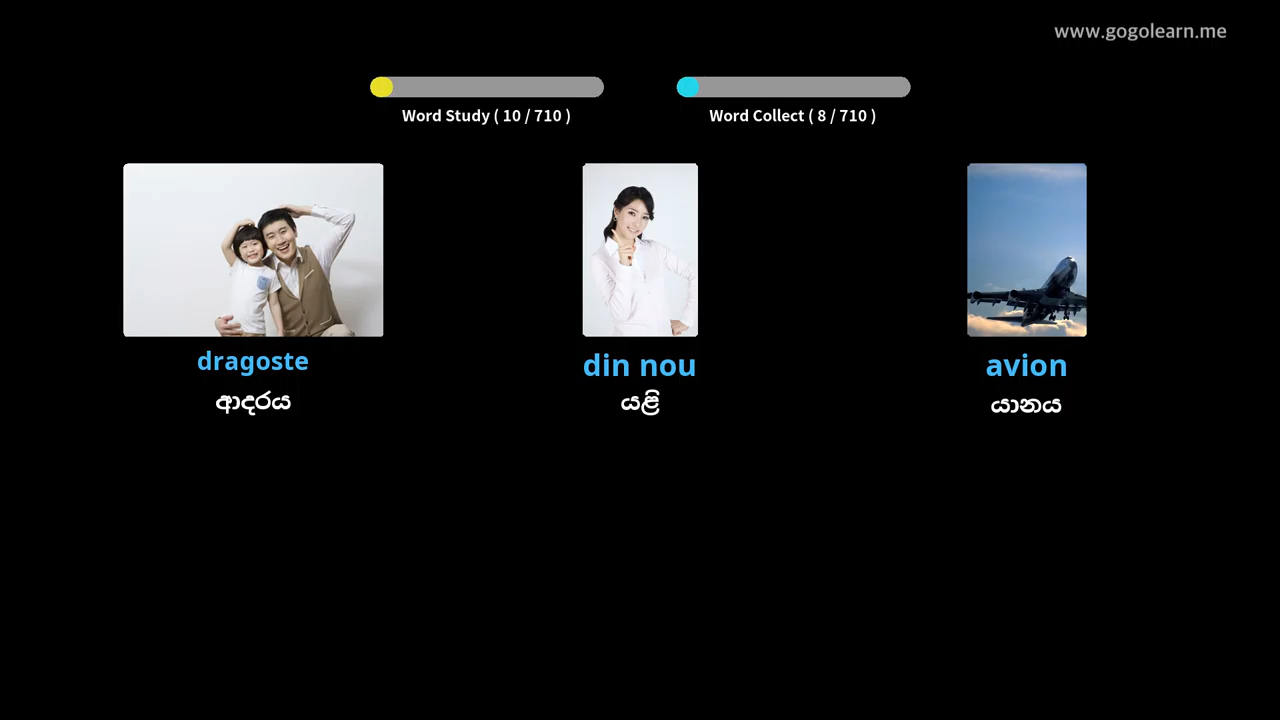 www.gogolearn.me
Word Study ( 10 / 710 )
Word Collect ( 8 / 710 )
dragoste
din nou
avion
ආදරය
යළි
යානය